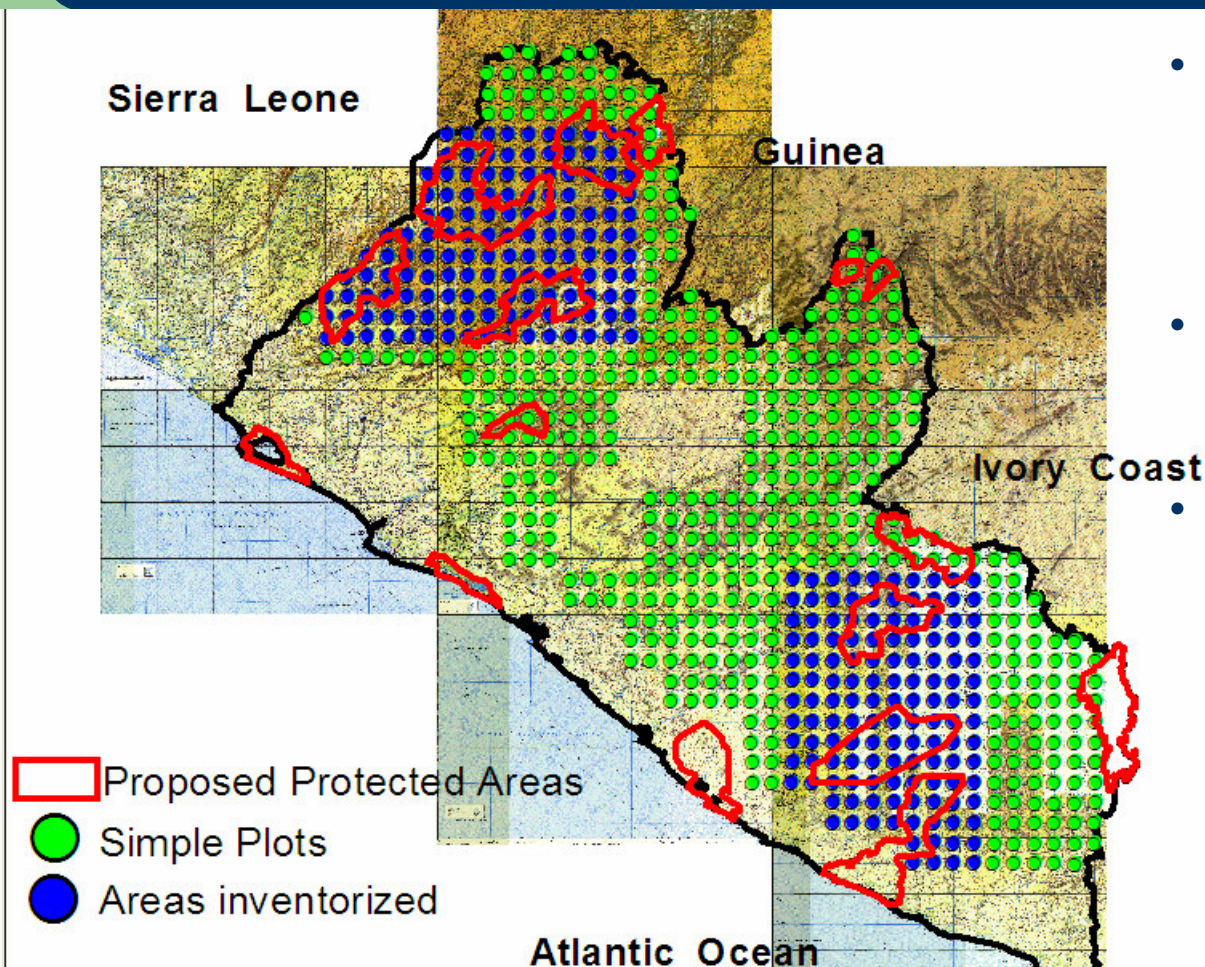 Sierra Leone
Guinea
Ivory Coast
Proposed Protected Areas
Simple Plots
Areas inventorized
Atlantic Ocean